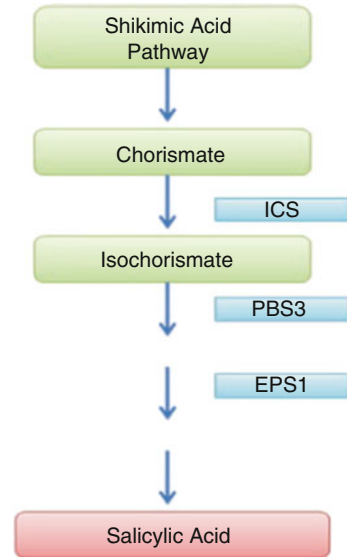 Shikimic Acid
Pathway
Chorismate
ICS
Isochorismate
PBS3
EPS1
Salicylic Acid